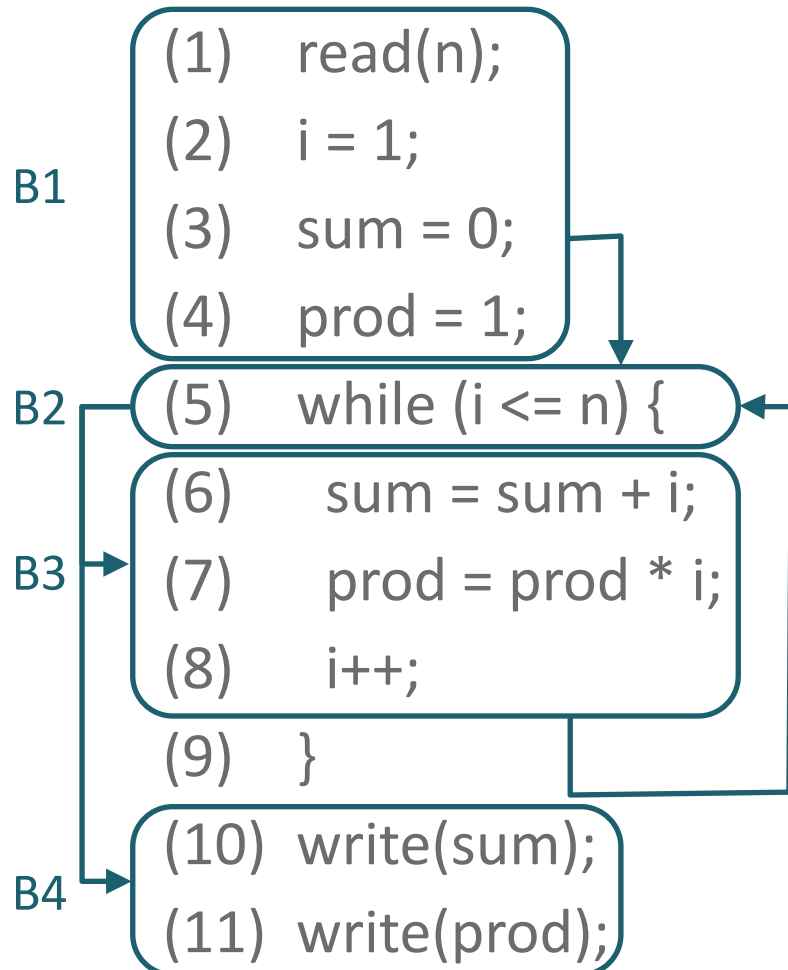 (1) read(n);
(2) i = 1;
B1
(3) sum = 0;
(4) prod = 1;
B2 (5) while (i <= n) {
(6) sum = sum + i;
B3 (7) prod = prod * i;
(8) i++;
(9) }
(10) write(sum);
B4
(11) write(prod);